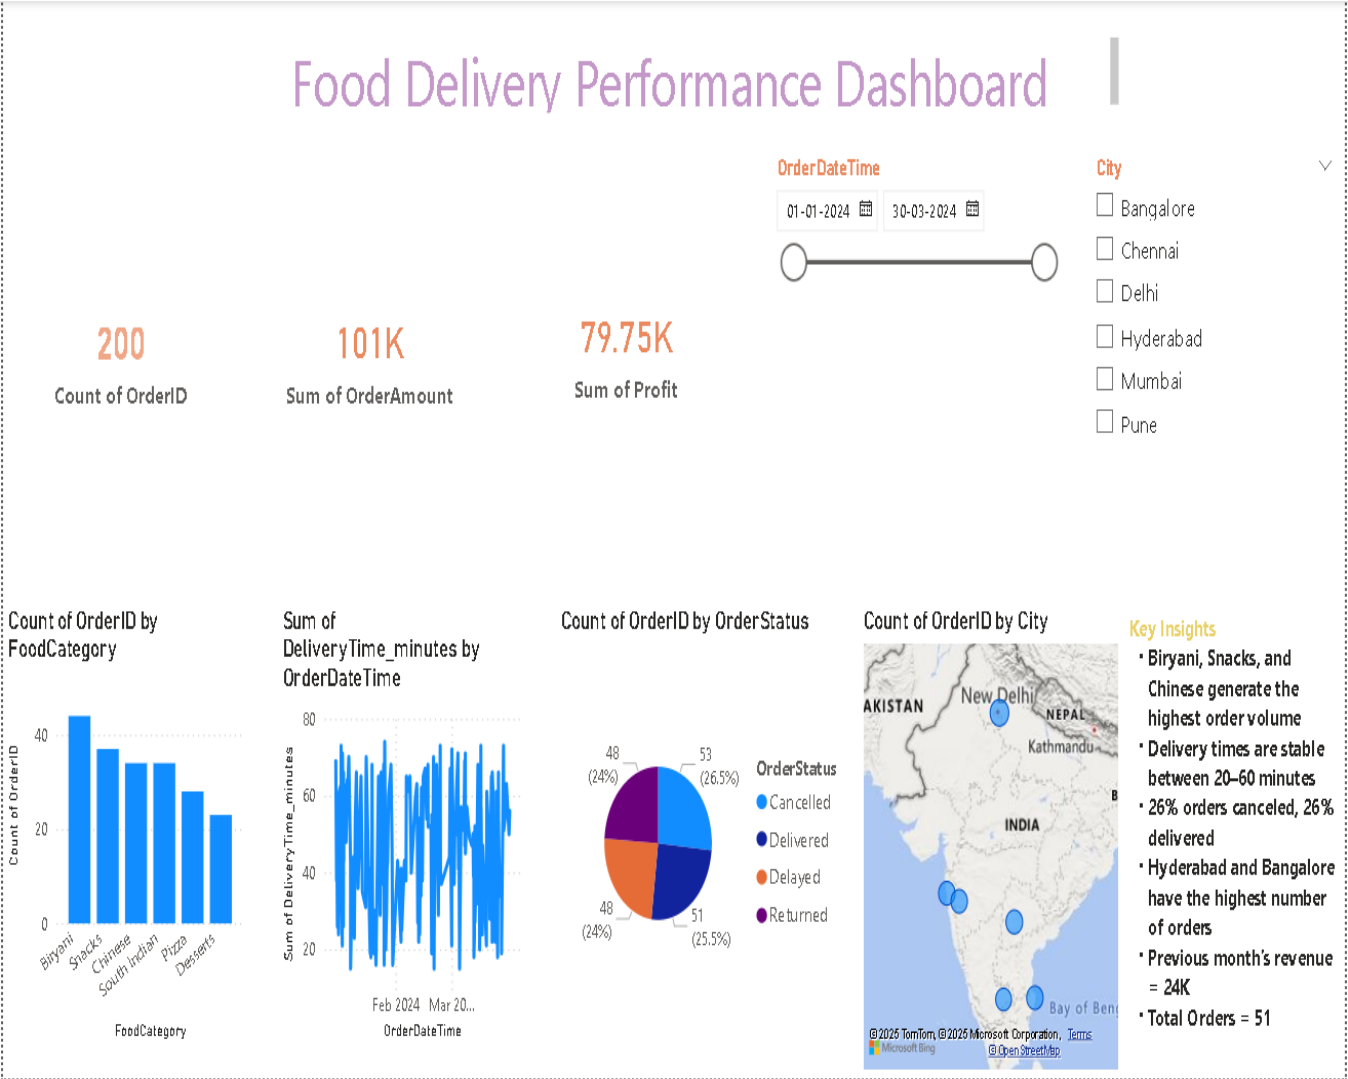 Food Delivery Performance Dashboard
OrderDateTime
01-01-2024
30-03-2024
City
Bangalore
Chennai
Delhi
Hyderabad
Mumbai
Pune
200
Count of OrderID
101K
Sum of OrderAmount
79.75K
Sum of Profit
Count of OrderID by
FoodCategory
Count of OrderID
40
20
0
Biryani
Snacks
Chinese
South Indian
Pizza
Desserts
FoodCategory
Sum of
DeliveryTime_minutes by
OrderDateTime
Sum of DeliveryTime_minutes
80
60
40
20
Feb 2024
Mar 20...
OrderDateTime
Count of OrderID by OrderStatus
48
(24%)
53
(26.5%)
48
(24%)
51
(25.5%)
OrderStatus
Cancelled
Delivered
Delayed
Returned
Count of OrderID by City
AKISTAN
New Delhi
NEPAL
Kathmandu
B
INDIA
Bay of Beng
© 2025 TomTom, © 2025 Microsoft Corporation, Terms
Microsoft Bing
© OpenStreetMap
Key Insights
• Biryani, Snacks, and
Chinese generate the
highest order volume
• Delivery times are stable
between 20–60 minutes
• 26% orders canceled, 26%
delivered
• Hyderabad and Bangalore
have the highest number
of orders
• Previous month's revenue
= 24K
• Total Orders = 51